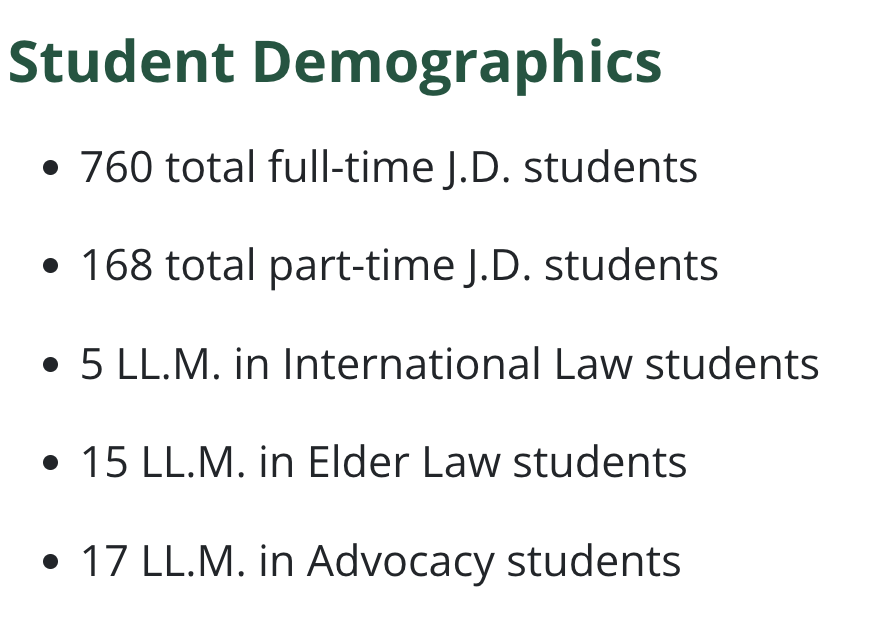 Student Demographics
• 760 total full-time J.D. students
• 168 total part-time J.D. students
• 5 LL.M. in International Law students
• 15 LL.M. in Elder Law students
• 17 LL.M. in Advocacy students